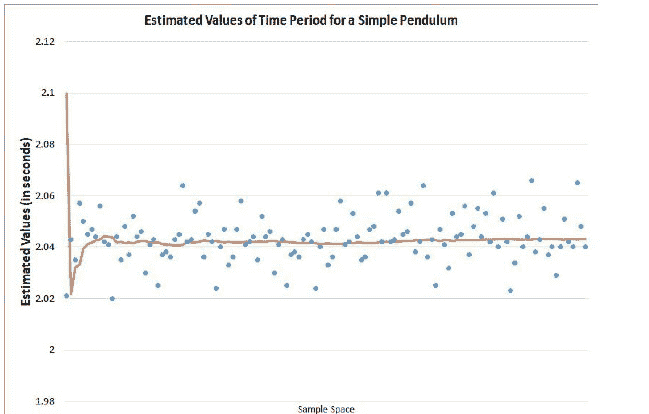 Estimated Values of Time Period for a Simple Pendulum
2.12
2.1
2.08
2.06
2.04
2.02
2
1.98
Estimated Values (in seconds)
Sample Space